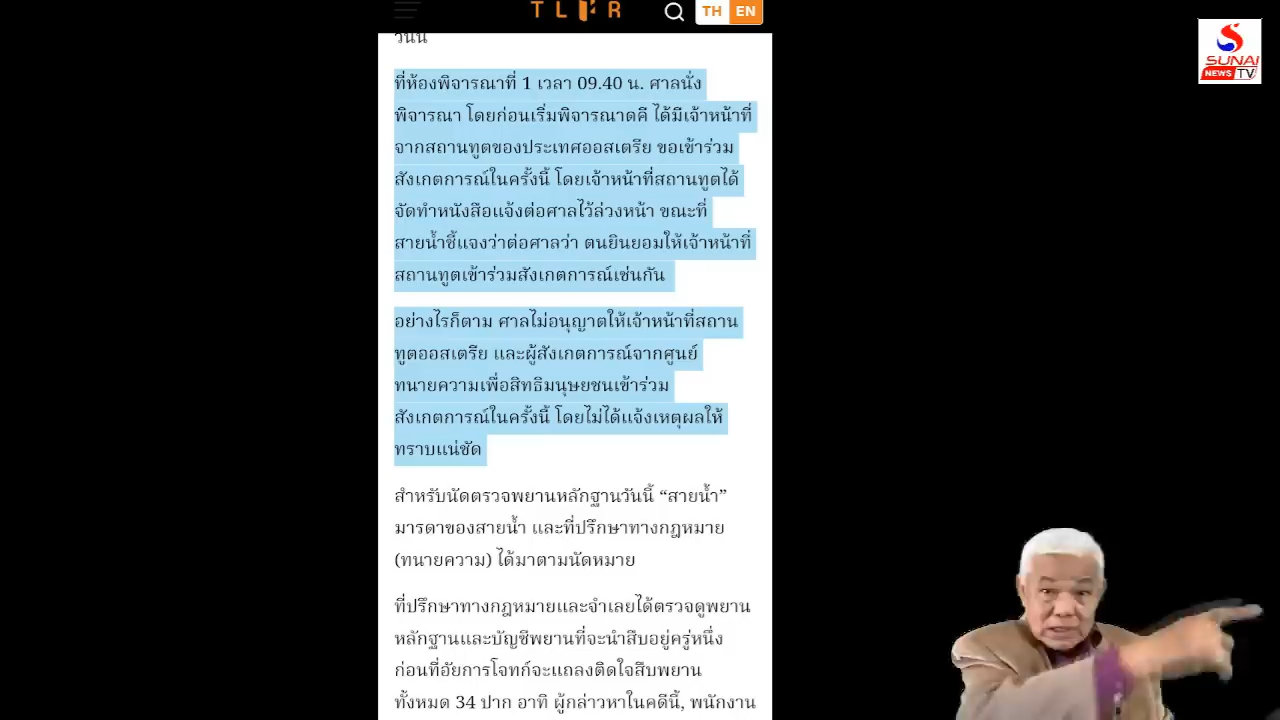 TLHR
TH EN
SUNAI
NEWS TV
วันนี้
ที่ห้องพิจารณาที่ 1 เวลา 09.40 น. ศาลนั่ง
พิจารณา โดยก่อนเริ่มพิจารณาคดี ได้มีเจ้าหน้าที่
จากสถานทูตของประเทศออสเตรีย ขอเข้าร่วม
สังเกตการณ์ในครั้งนี้ โดยเจ้าหน้าที่สถานทูตได้
จัดทำหนังสือแจ้งต่อศาลไว้ล่วงหน้า ขณะที่
สายน้ำชี้แจงว่าต่อศาลว่า ตนยินยอมให้เจ้าหน้าที่
สถานทูตเข้าร่วมสังเกตการณ์เช่นกัน
อย่างไรก็ตาม ศาลไม่อนุญาตให้เจ้าหน้าที่สถาน
ทูตออสเตรีย และผู้สังเกตการณ์จากศูนย์
ทนายความเพื่อสิทธิมนุษยชนเข้าร่วม
สังเกตการณ์ในครั้งนี้ โดยไม่ได้แจ้งเหตุผลให้
ทราบแน่ชัด
สำหรับนัดตรวจพยานหลักฐานวันนี้ “สายน้ำ”
มารดาของสายน้ำ และที่ปรึกษาทางกฎหมาย
(ทนายความ) ได้มาตามนัดหมาย
ที่ปรึกษาทางกฎหมายและจำเลยได้ตรวจดูพยาน
หลักฐานและบัญชีพยานที่จะนำสืบอยู่ครู่หนึ่ง
ก่อนที่อัยการโจทก์จะแถลงติดใจสืบพยาน
ทั้งหมด 34 ปาก อาทิ ผู้กล่าวหาในคดีนี้, พนักงาน